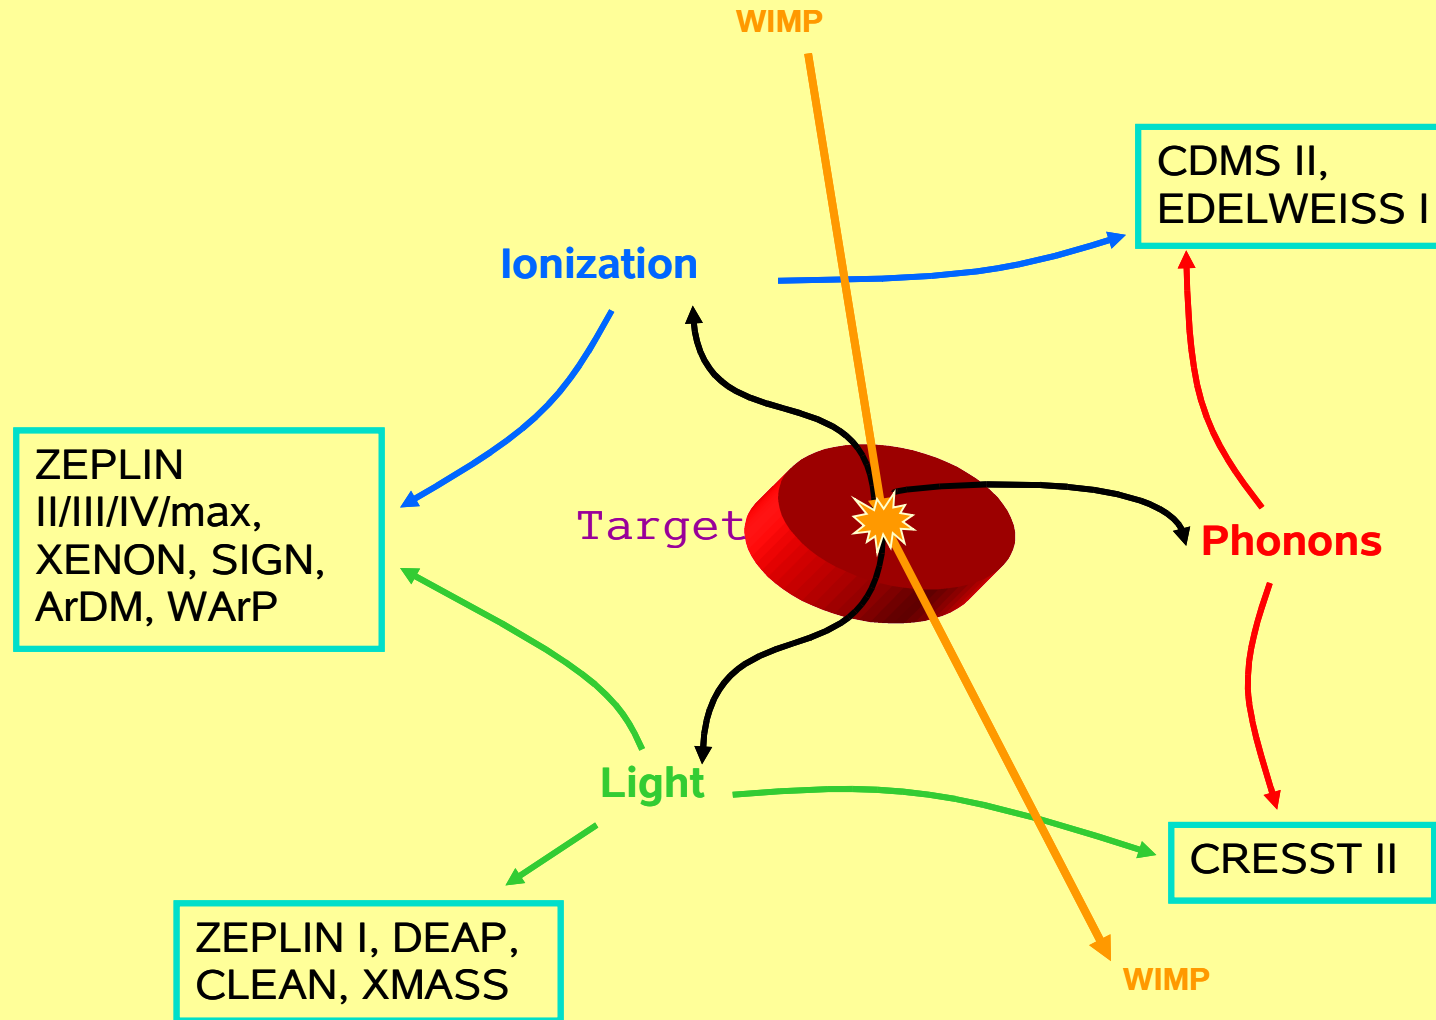 WIMP
CDMS II,
EDELWEISS I
Ionization
ZEPLIN
II/III/IV/max,
XENON, SIGN,
ArDM, WArP
Target
Phonons
Light
CRESST II
ZEPLIN I, DEAP,
CLEAN, XMASS
WIMP